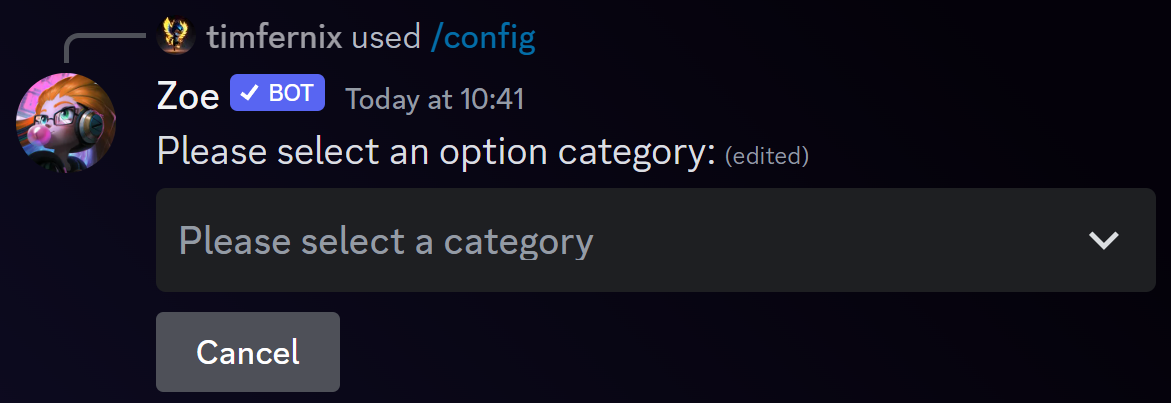 timfernix used /config
Zoe BOT Today at 10:41
Please select an option category: (edited)
Please select a category
Cancel